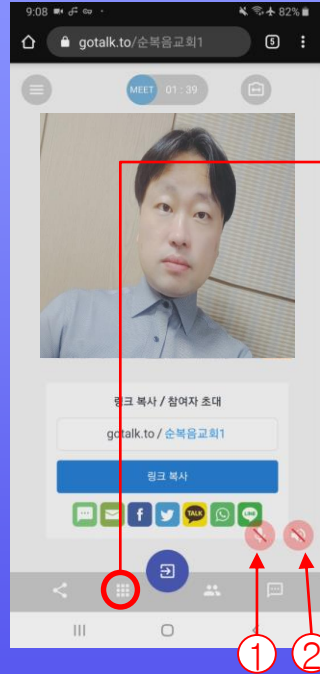 9:08
82%
gotalk.to/순복음교회1
5
MEET 01:39
링크 복사 / 참여자 초대
gotalk.to / 순복음교회1
링크 복사
f TALK LINE
① ②